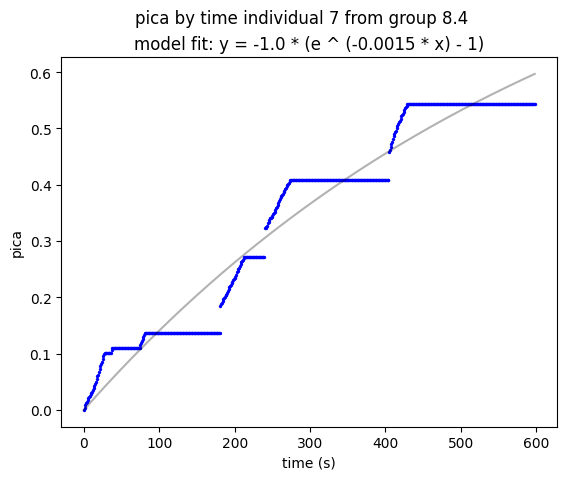 pica by time individual 7 from group 8.4
model fit: y = -1.0 * (e ^ (-0.0015 * x) - 1)
0.6
0.5
0.4
pica
0.3
0.2
0.1
0.0
0 100 200 300 400 500 600
time (s)